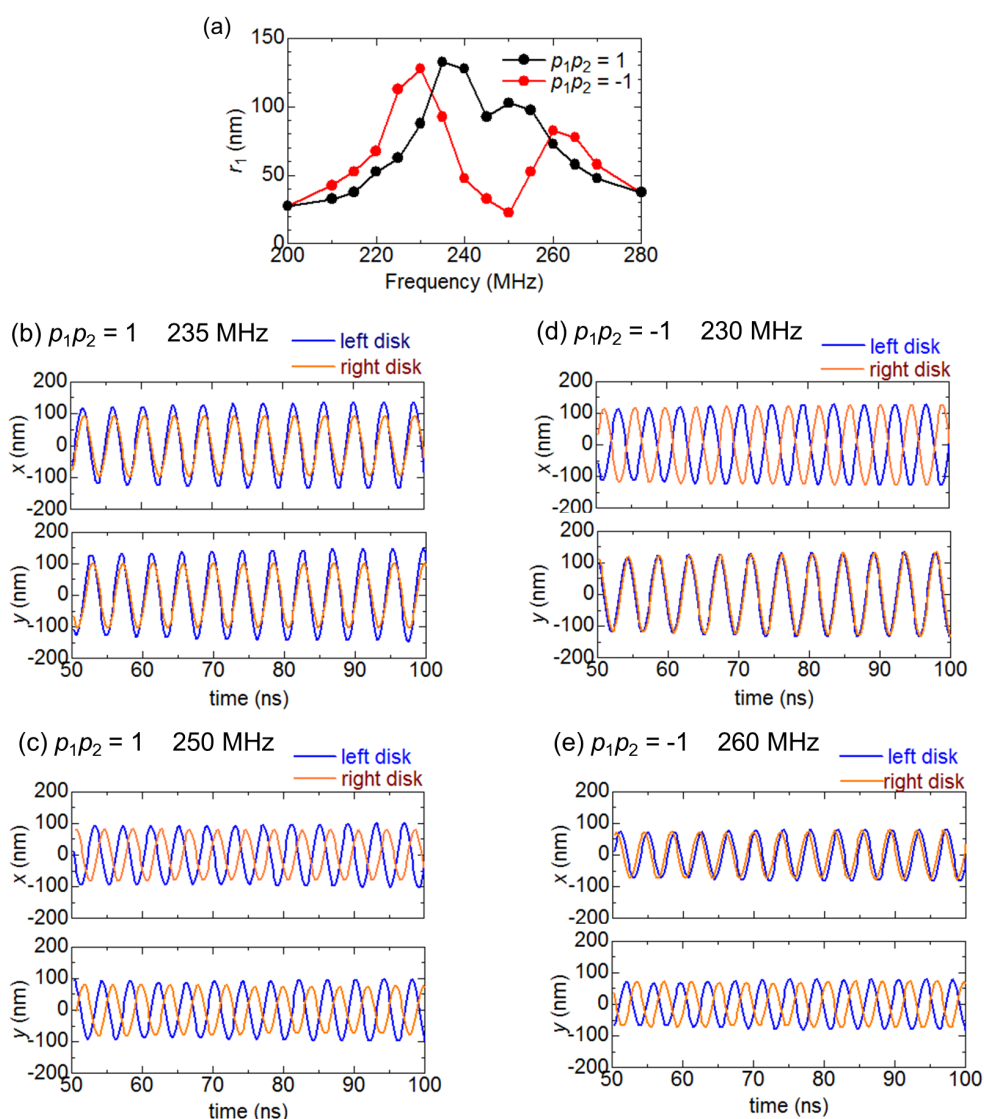 (a)
150
100
50
0
r₁ (nm)
p₁p₂ = 1
p₁p₂ = -1
200 220 240 260 280
Frequency (MHz)
(b) p₁p₂ = 1 235 MHz
left disk
right disk
200
100
0
-100
-200
x (nm)
200
100
0
-100
-200
y (nm)
50 60 70 80 90 100
time (ns)
(d) p₁p₂ = -1 230 MHz
left disk
right disk
200
100
0
-100
-200
x (nm)
200
100
0
-100
-200
y (nm)
50 60 70 80 90 100
time (ns)
(c) p₁p₂ = 1 250 MHz
left disk
right disk
200
100
0
-100
-200
x (nm)
200
100
0
-100
-200
y (nm)
50 60 70 80 90 100
time (ns)
(e) p₁p₂ = -1 260 MHz
left disk
right disk
200
100
0
-100
-200
x (nm)
200
100
0
-100
-200
y (nm)
50 60 70 80 90 100
time (ns)